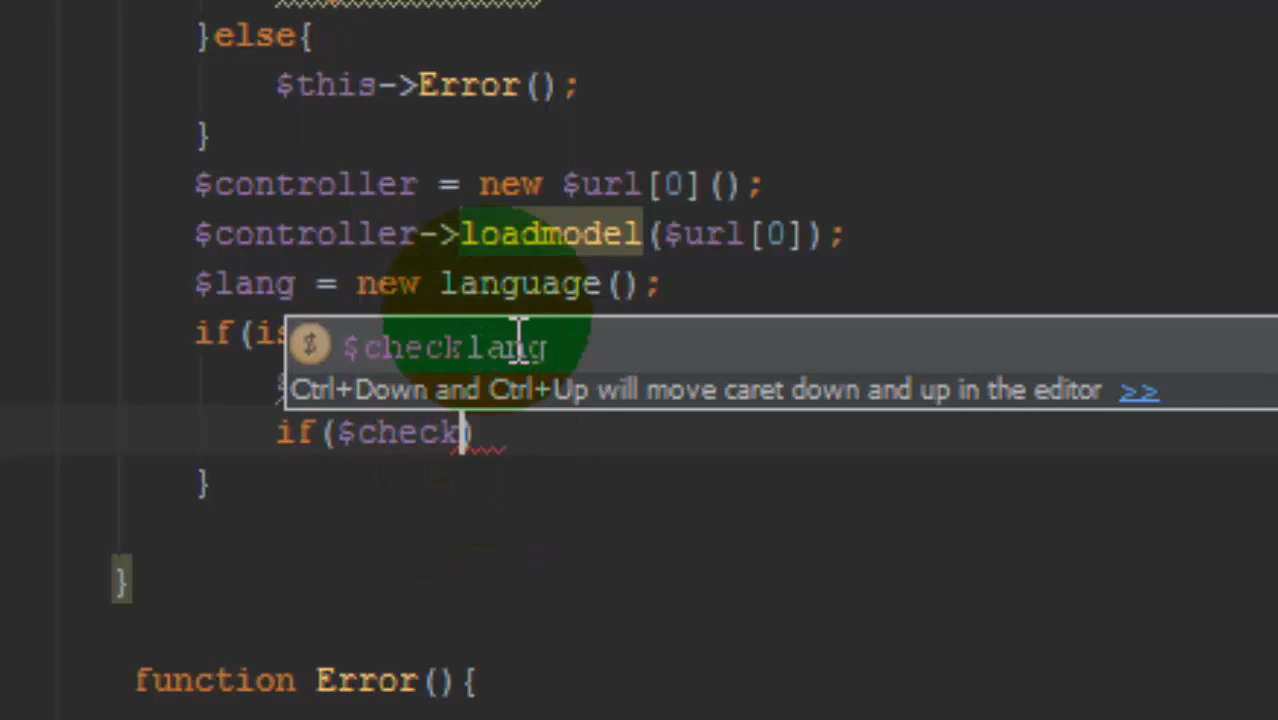 }else{
$this->Error();
}
$controller = new $url[0]();
$controller->loadmodel($url[0]);
$lang = new language();
if(is
$checklang
Ctrl+Down and Ctrl+Up will move caret down and up in the editor >>
if($check)
}
}
function Error(){